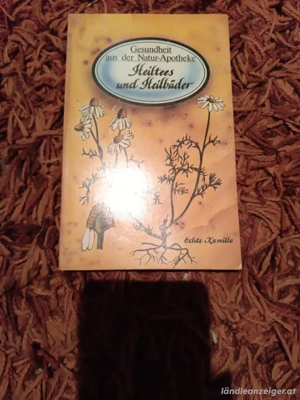 Gesundheit
aus der Natur-Apotheke
Heiltees
und Heilbäder
Echte Kamille
ländleanzeiger.at